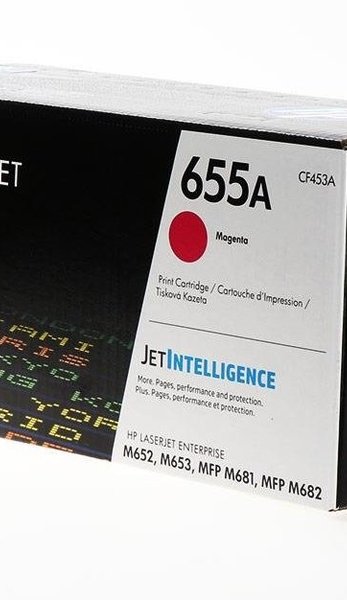 ET
655A
CF453A
Magenta
Print Cartridge / Cartouche d'Impression /
Tisková Kazeta
JETINTELLIGENCE
More. Pages, performance and protection.
Plus. Pages, performance et protection.
HP LASERJET ENTERPRISE
M652, M653, MFP M681, MFP M682